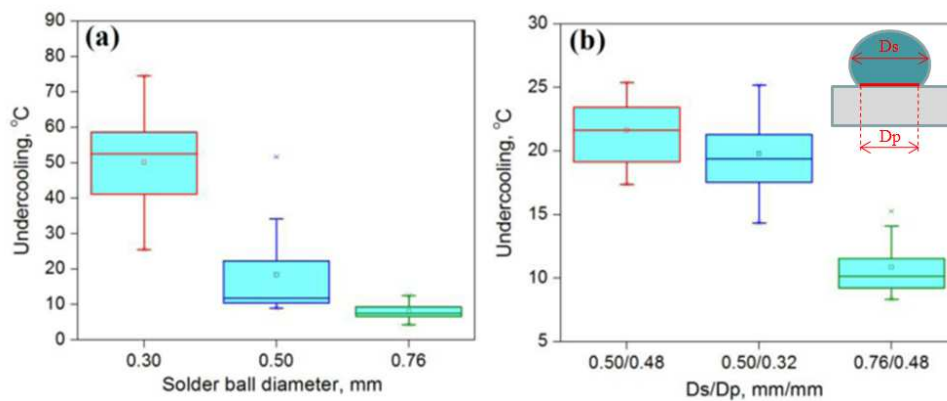 (a)
Undercooling, °C
90
80
70
60
50
40
30
20
10
0
0.30 0.50 0.76
Solder ball diameter, mm
(b)
Undercooling, °C
30
25
20
15
10
5
0.50/0.48 0.50/0.32 0.76/0.48
Ds/Dp, mm/mm
Ds
Dp